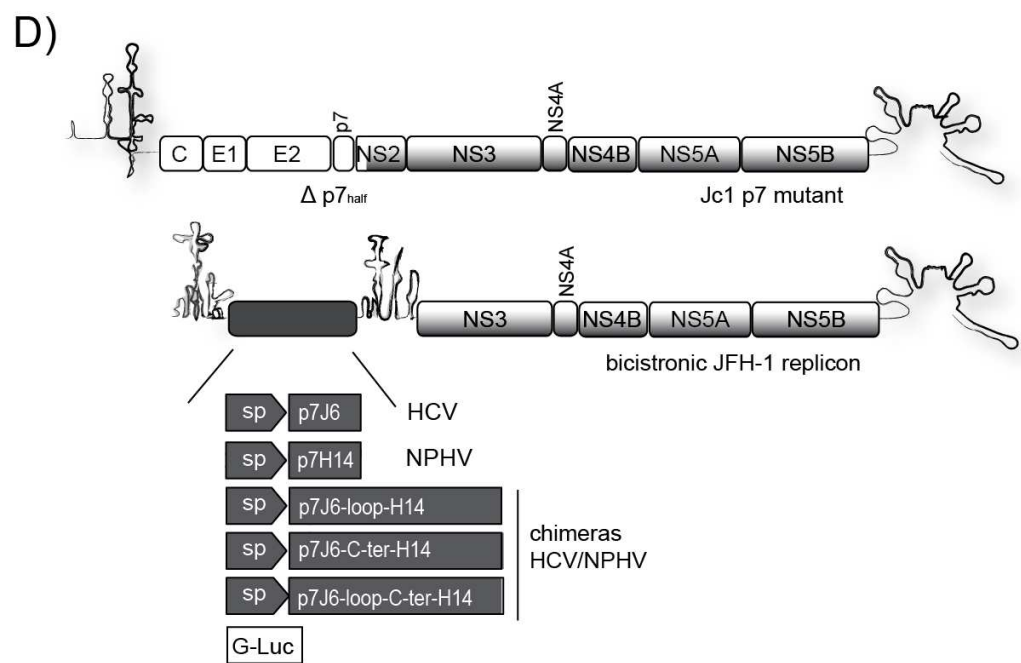 D)
p7
NS4A
C E1 E2 NS2 NS3 NS4B NS5A NS5B
Δ p7half
Jc1 p7 mutant
NS4A
NS3 NS4B NS5A NS5B
bicistronic JFH-1 replicon
sp p7J6 HCV
sp p7H14 NPHV
sp p7J6-loop-H14
sp p7J6-C-ter-H14
sp p7J6-loop-C-ter-H14
chimeras
HCV/NPHV
G-Luc